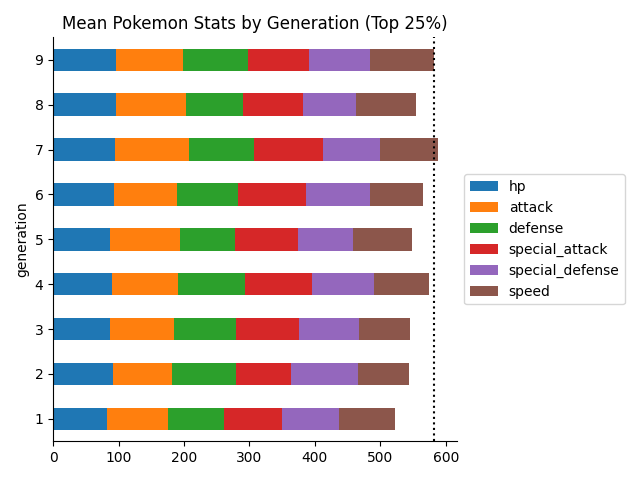 Mean Pokemon Stats by Generation (Top 25%)
generation
9
8
7
6
5
4
3
2
1
0 100 200 300 400 500 600
hp
attack
defense
special_attack
special_defense
speed